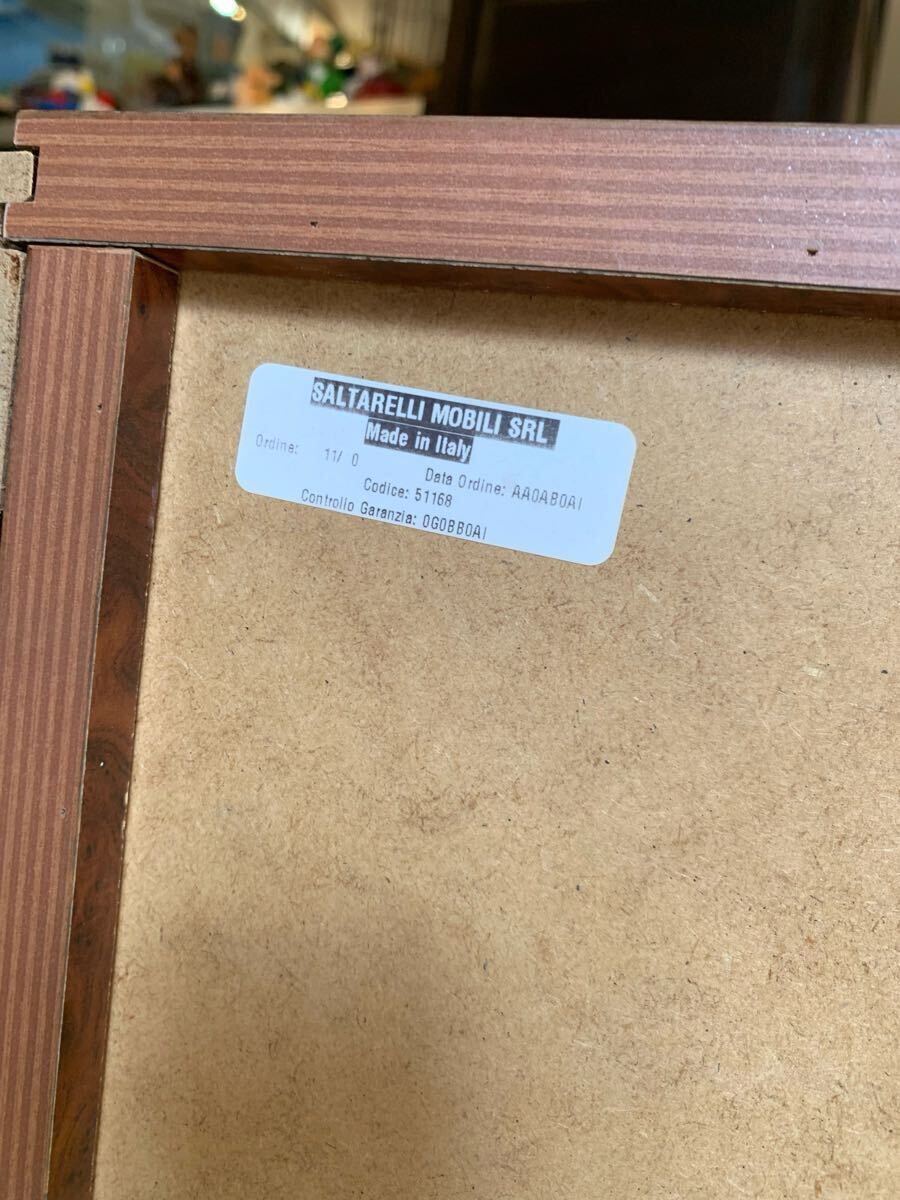 SALTARELLI MOBILI SRL
Made in Italy
Ordine: 11/ 0
Data Ordine: AA0AB0AI
Codice: 51168
Controllo Garanzia: 0G0BB0AI